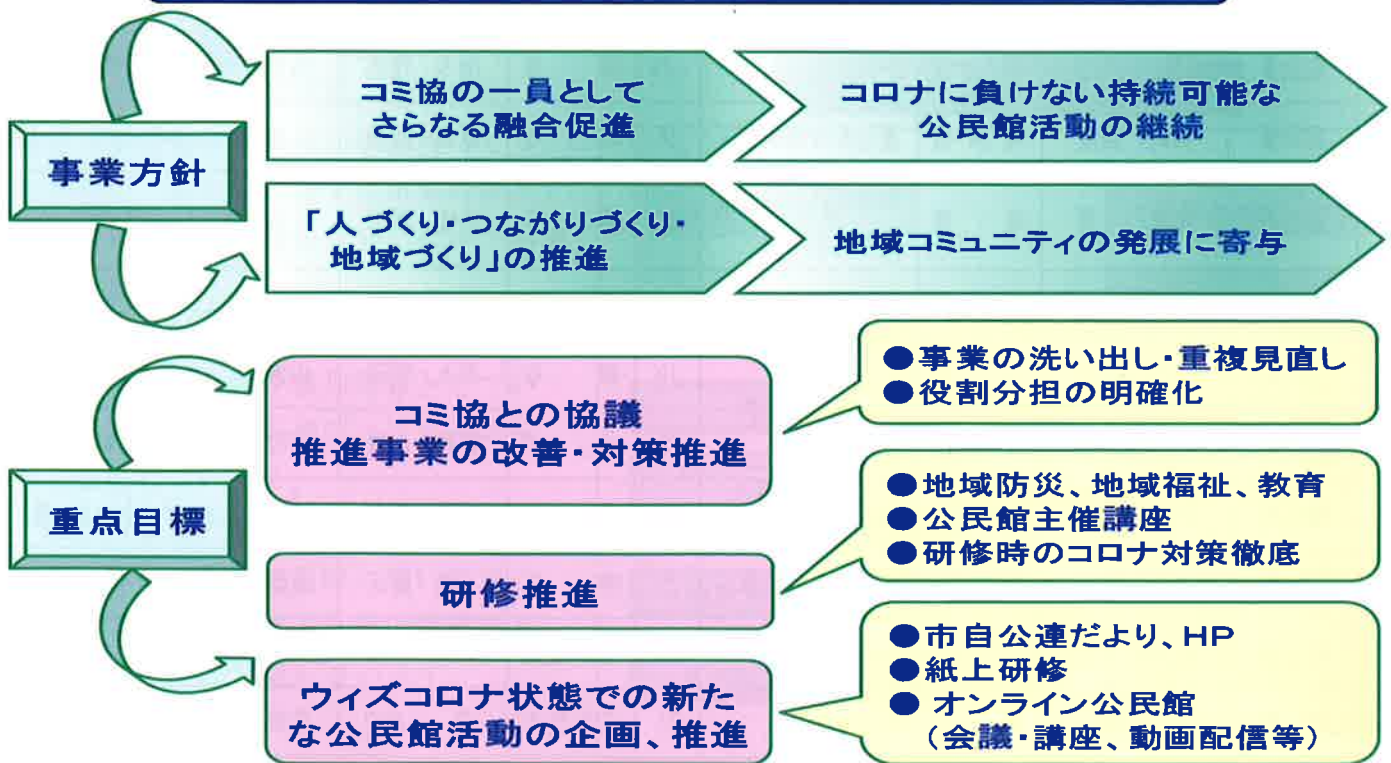 事業方針
コミ協の一員として
さらなる融合促進
コロナに負けない持続可能な
公民館活動の継続
「人づくり・つながりづくり・
地域づくり」の推進
地域コミュニティの発展に寄与
重点目標
コミ協との協議
推進事業の改善・対策推進
●事業の洗い出し・重複見直し
●役割分担の明確化
研修推進
●地域防災、地域福祉、教育
●公民館主催講座
●研修時のコロナ対策徹底
ウィズコロナ状態での新た
な公民館活動の企画、推進
●市自公連だより、HP
●紙上研修
● オンライン公民館
（会議・講座、動画配信等）